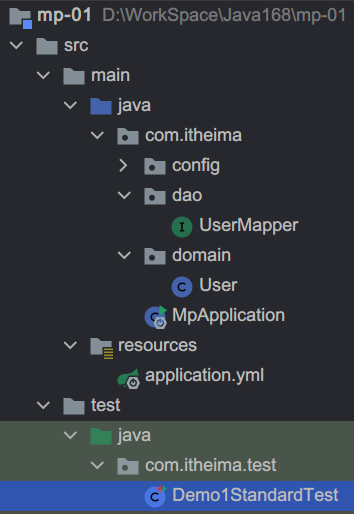 mp-01 D:\WorkSpace\Java168\mp-01
src
main
java
com.itheima
config
dao
UserMapper
domain
User
MpApplication
resources
application.yml
test
java
com.itheima.test
Demo1StandardTest